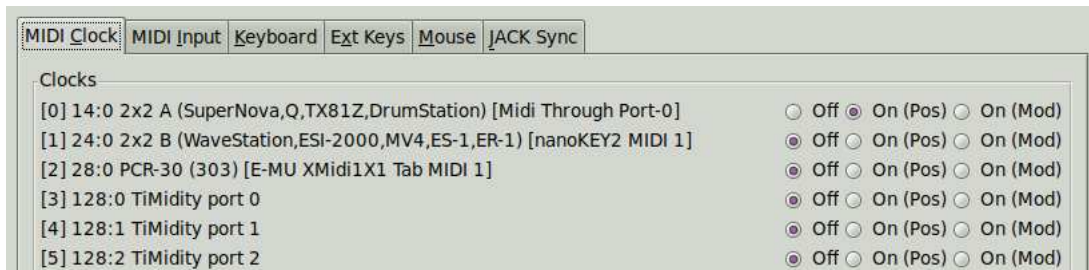 MIDI Clock MIDI Input Keyboard Ext Keys Mouse JACK Sync
Clocks
[0] 14:0 2x2 A (SuperNova,Q,TX81Z,DrumStation) [Midi Through Port-0] Off On (Pos) On (Mod)
[1] 24:0 2x2 B (WaveStation,ESI-2000,MV4,ES-1,ER-1) [nanoKEY2 MIDI 1] Off On (Pos) On (Mod)
[2] 28:0 PCR-30 (303) [E-MU XMidi1X1 Tab MIDI 1] Off On (Pos) On (Mod)
[3] 128:0 TiMidity port 0 Off On (Pos) On (Mod)
[4] 128:1 TiMidity port 1 Off On (Pos) On (Mod)
[5] 128:2 TiMidity port 2 Off On (Pos) On (Mod)